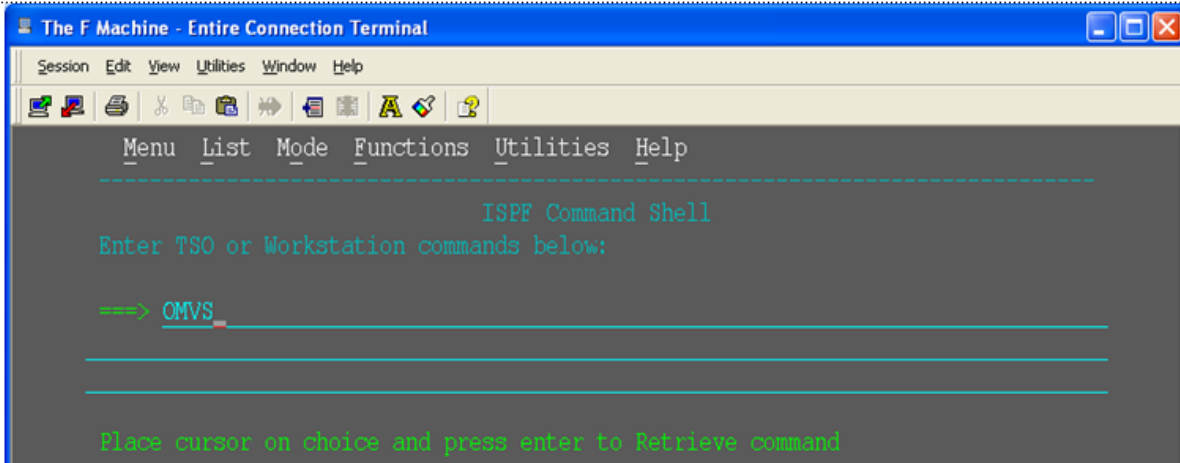 The F Machine - Entire Connection Terminal
Session Edit View Utilities Window Help
Menu List Mode Functions Utilities Help
ISPF Command Shell
Enter TSO or Workstation commands below:
===> OMVS_
Place cursor on choice and press enter to Retrieve command